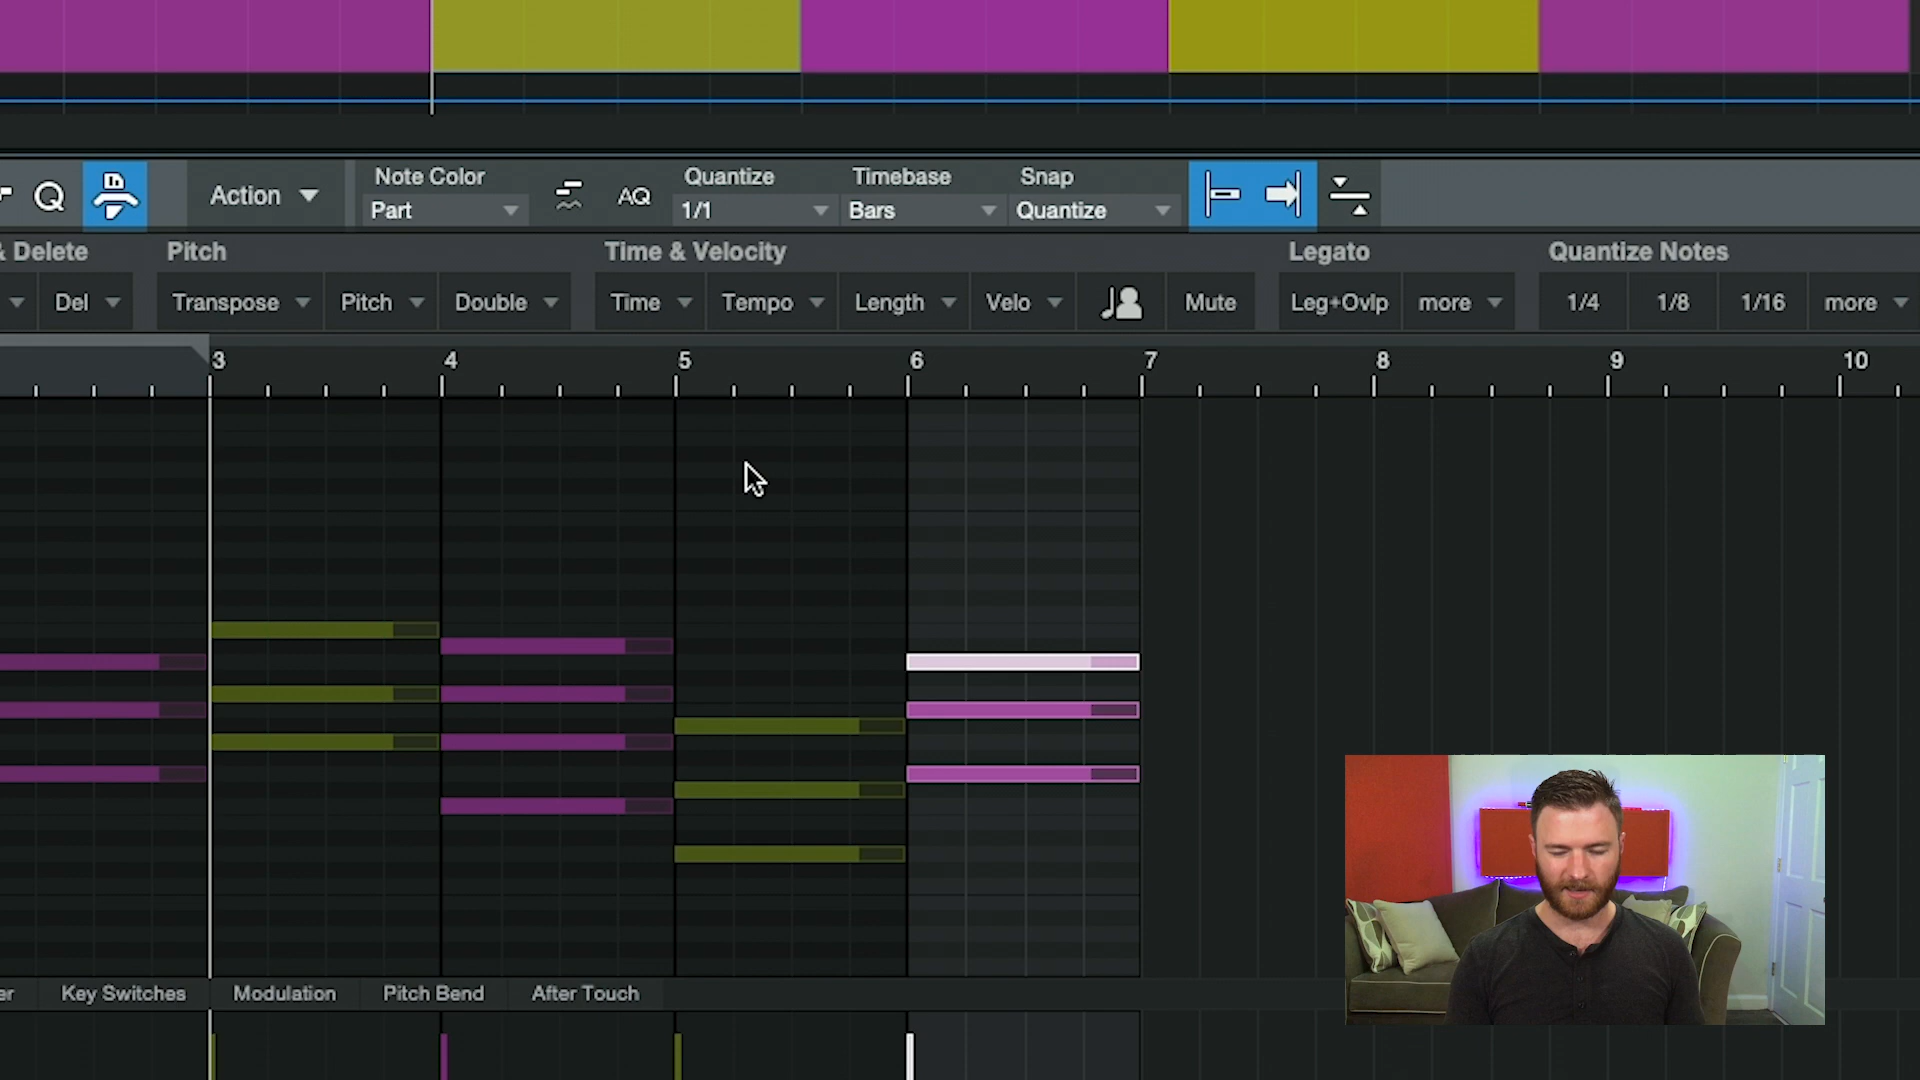 Action
Note Color
Part
AQ
Quantize
1/1
Timebase
Bars
Snap
Quantize
& Delete
Pitch
Time & Velocity
Legato
Quantize Notes
Del
Transpose
Pitch
Double
Time
Tempo
Length
Velo
Mute
Leg+Ovlp
more
1/4
1/8
1/16
more
3 4 5 6 7 8 9 10
er
Key Switches
Modulation
Pitch Bend
After Touch